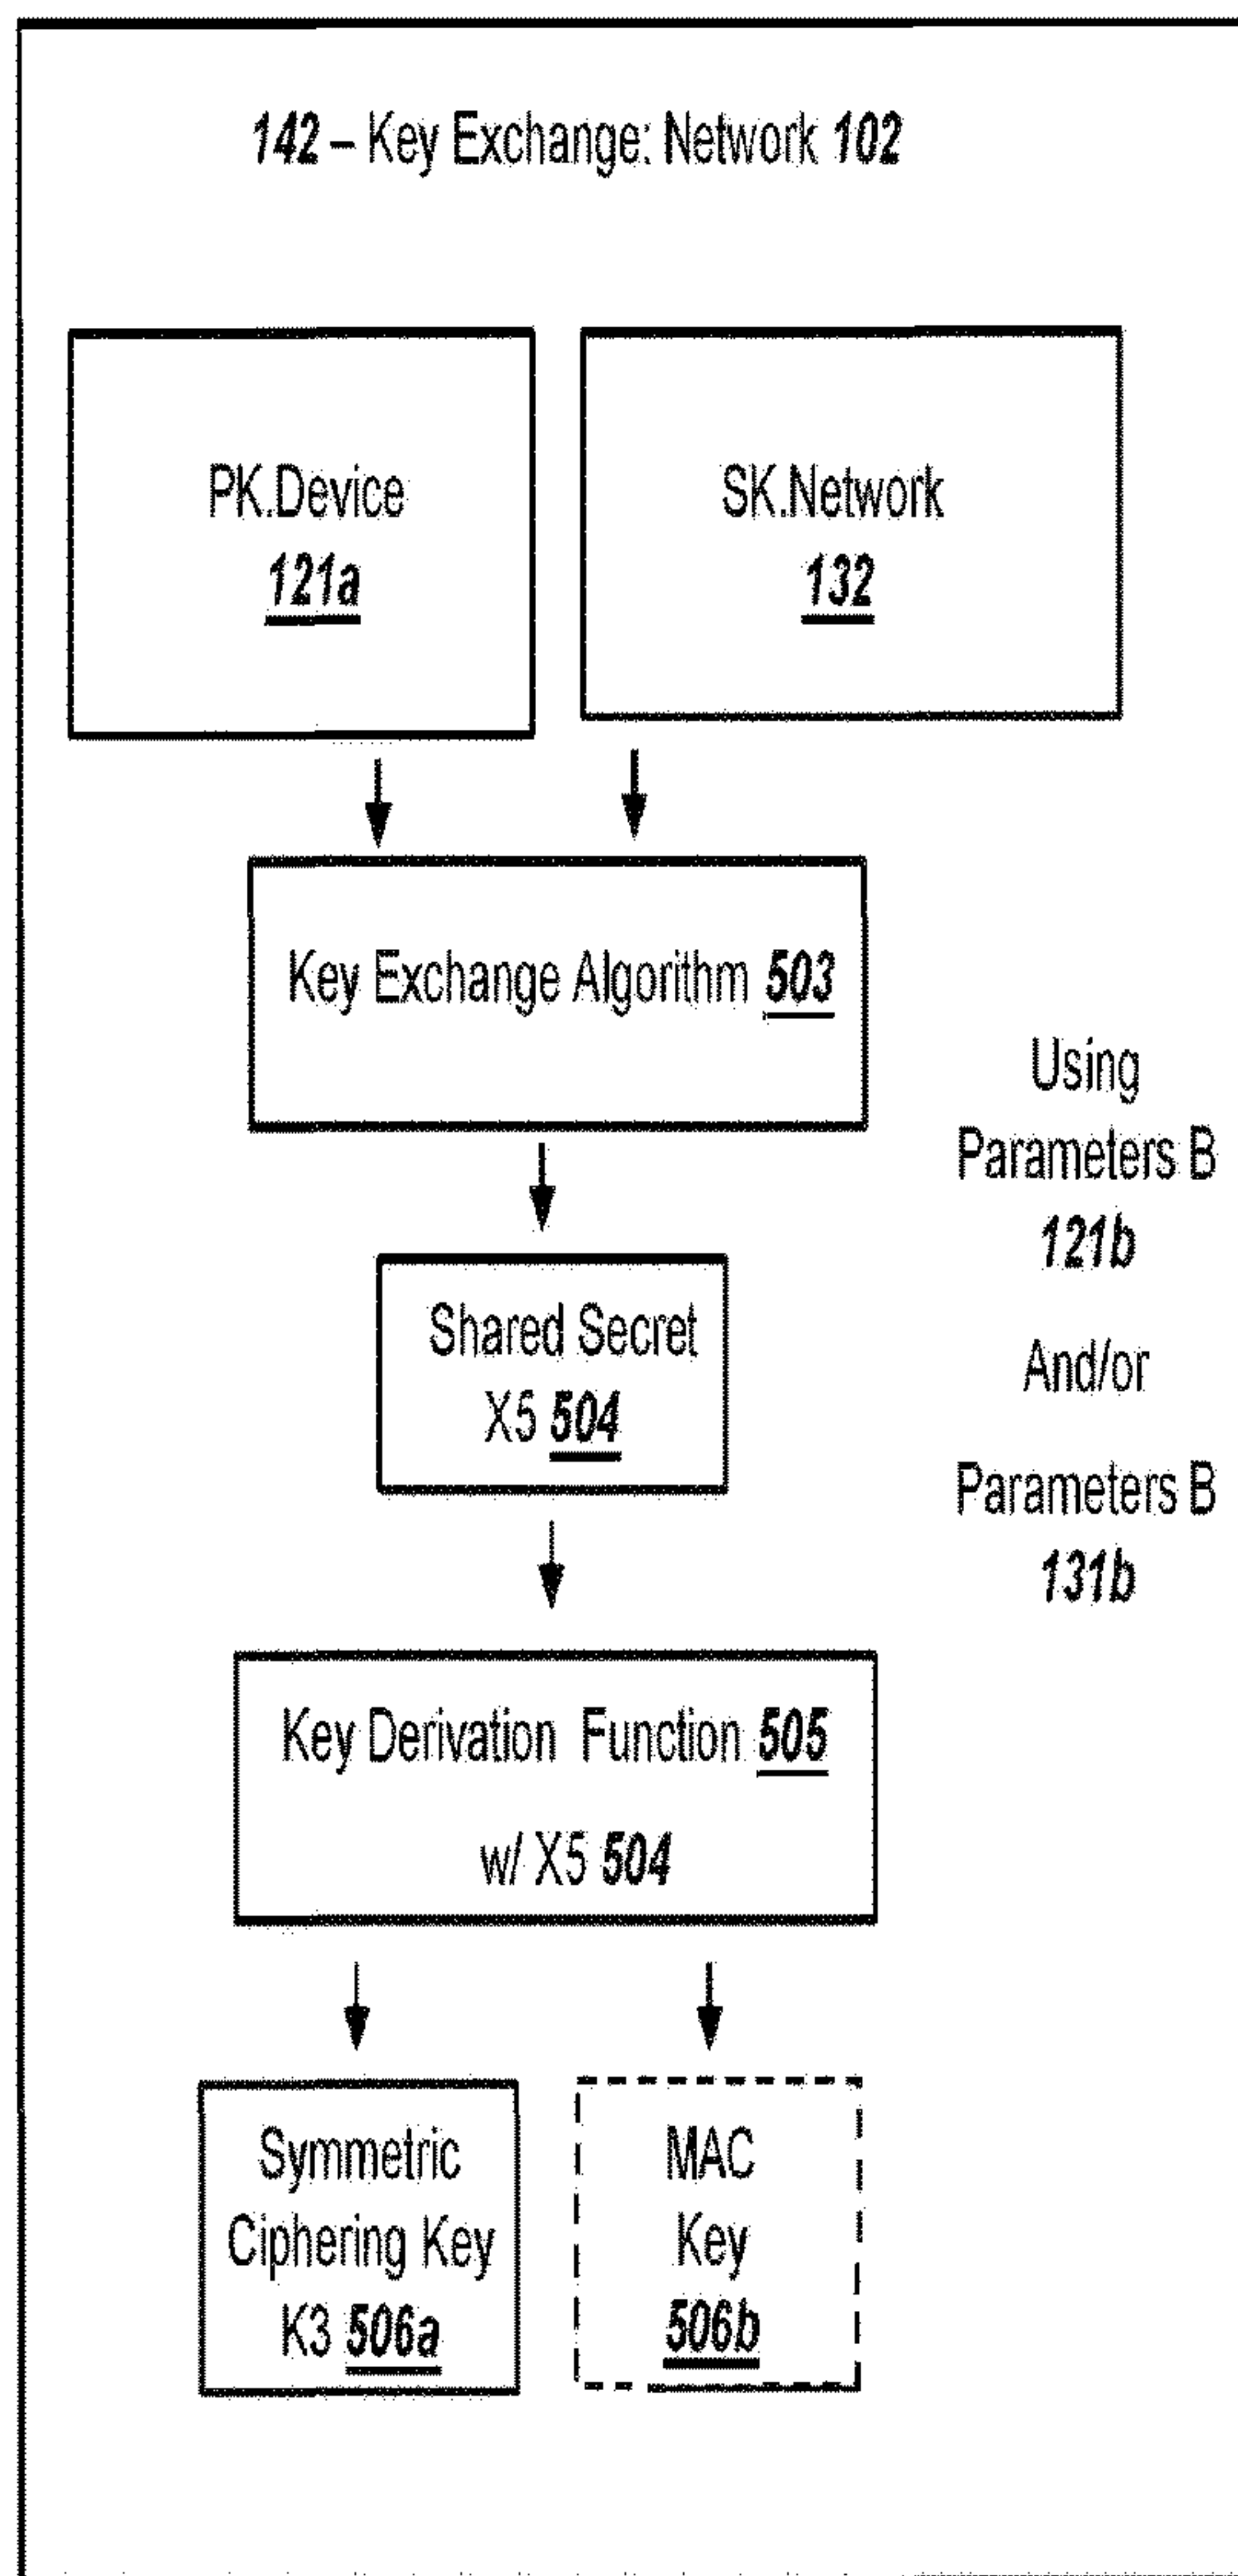 142 – Key Exchange: Network 102
PK.Device
121a
SK.Network
132
Key Exchange Algorithm 503
Using
Parameters B
121b
And/or
Parameters B
131b
Shared Secret
X5 504
Key Derivation Function 505
w/ X5 504
Symmetric
Ciphering Key
K3 506a
MAC
Key
506b